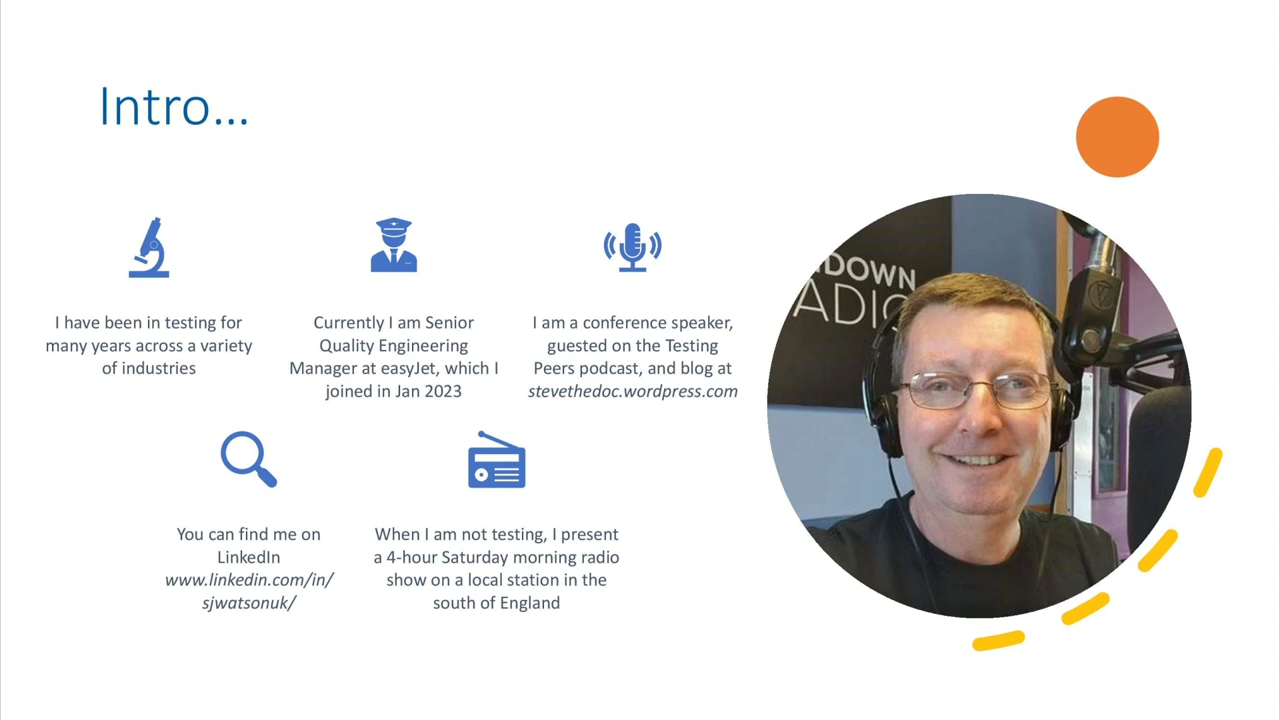 Intro...
I have been in testing for
many years across a variety
of industries
Currently I am Senior
Quality Engineering
Manager at easyJet, which I
joined in Jan 2023
I am a conference speaker,
guested on the Testing
Peers podcast, and blog at
stevethedoc.wordpress.com
You can find me on
LinkedIn
www.linkedin.com/in/
sjwatsonuk/
When I am not testing, I present
a 4-hour Saturday morning radio
show on a local station in the
south of England
DOWN
ADIO